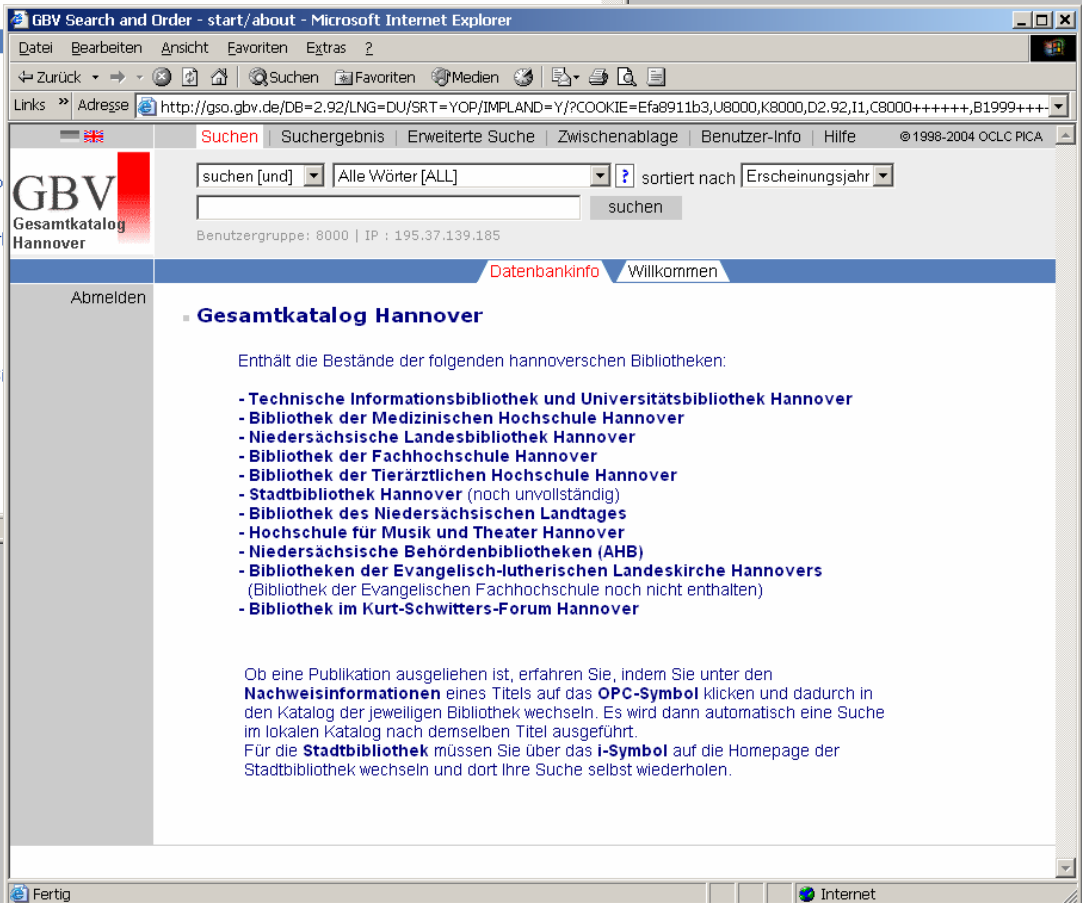 GBV Search and Order - start/about - Microsoft Internet Explorer
Datei Bearbeiten Ansicht Favoriten Extras ?
Zurück Suchen Favoriten Medien
Links » Adresse http://gso.gbv.de/DB=2.92/LNG=DU/SRT=YOP/IMPLAND=Y/?COOKIE=Efa8911b3,U8000,K8000,D2.92,I1,C8000++++++,B1999+++-
Suchen | Suchergebnis | Erweiterte Suche | Zwischenablage | Benutzer-Info | Hilfe © 1998-2004 OCLC PICA
GBV
Gesamtkatalog
Hannover
suchen [und] Alle Wörter [ALL] ? sortiert nach Erscheinungsjahr
suchen
Benutzergruppe: 8000 | IP : 195.37.139.185
Datenbankinfo Willkommen
Abmelden
Gesamtkatalog Hannover
Enthält die Bestände der folgenden hannoverschen Bibliotheken:
- Technische Informationsbibliothek und Universitätsbibliothek Hannover
- Bibliothek der Medizinischen Hochschule Hannover
- Niedersächsische Landesbibliothek Hannover
- Bibliothek der Fachhochschule Hannover
- Bibliothek der Tierärztlichen Hochschule Hannover
- Stadtbibliothek Hannover (noch unvollständig)
- Bibliothek des Niedersächsischen Landtages
- Hochschule für Musik und Theater Hannover
- Niedersächsische Behördenbibliotheken (AHB)
- Bibliotheken der Evangelisch-lutherischen Landeskirche Hannovers
(Bibliothek der Evangelischen Fachhochschule noch nicht enthalten)
- Bibliothek im Kurt-Schwitters-Forum Hannover
Ob eine Publikation ausgeliehen ist, erfahren Sie, indem Sie unter den
Nachweisinformationen eines Titels auf das OPC-Symbol klicken und dadurch in
den Katalog der jeweiligen Bibliothek wechseln. Es wird dann automatisch eine Suche
im lokalen Katalog nach demselben Titel ausgeführt.
Für die Stadtbibliothek müssen Sie über das i-Symbol auf die Homepage der
Stadtbibliothek wechseln und dort Ihre Suche selbst wiederholen.
Fertig Internet